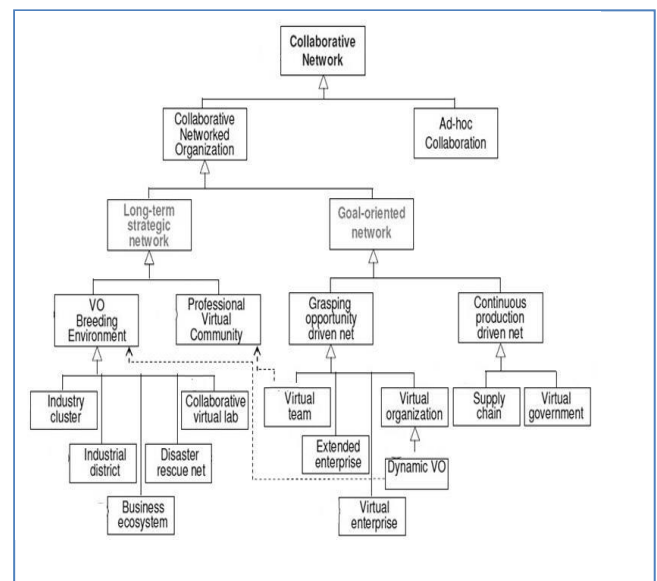 Collaborative
Network
Collaborative
Networked
Organization
Ad-hoc
Collaboration
Long-term
strategic
network
Goal-oriented
network
VO
Breeding
Environment
Professional
Virtual
Community
Grasping
opportunity
driven net
Continuous
production
driven net
Industry
cluster
Collaborative
virtual lab
Virtual
team
Virtual
organization
Supply
chain
Virtual
government
Industrial
district
Disaster
rescue net
Extended
enterprise
Dynamic VO
Business
ecosystem
Virtual
enterprise